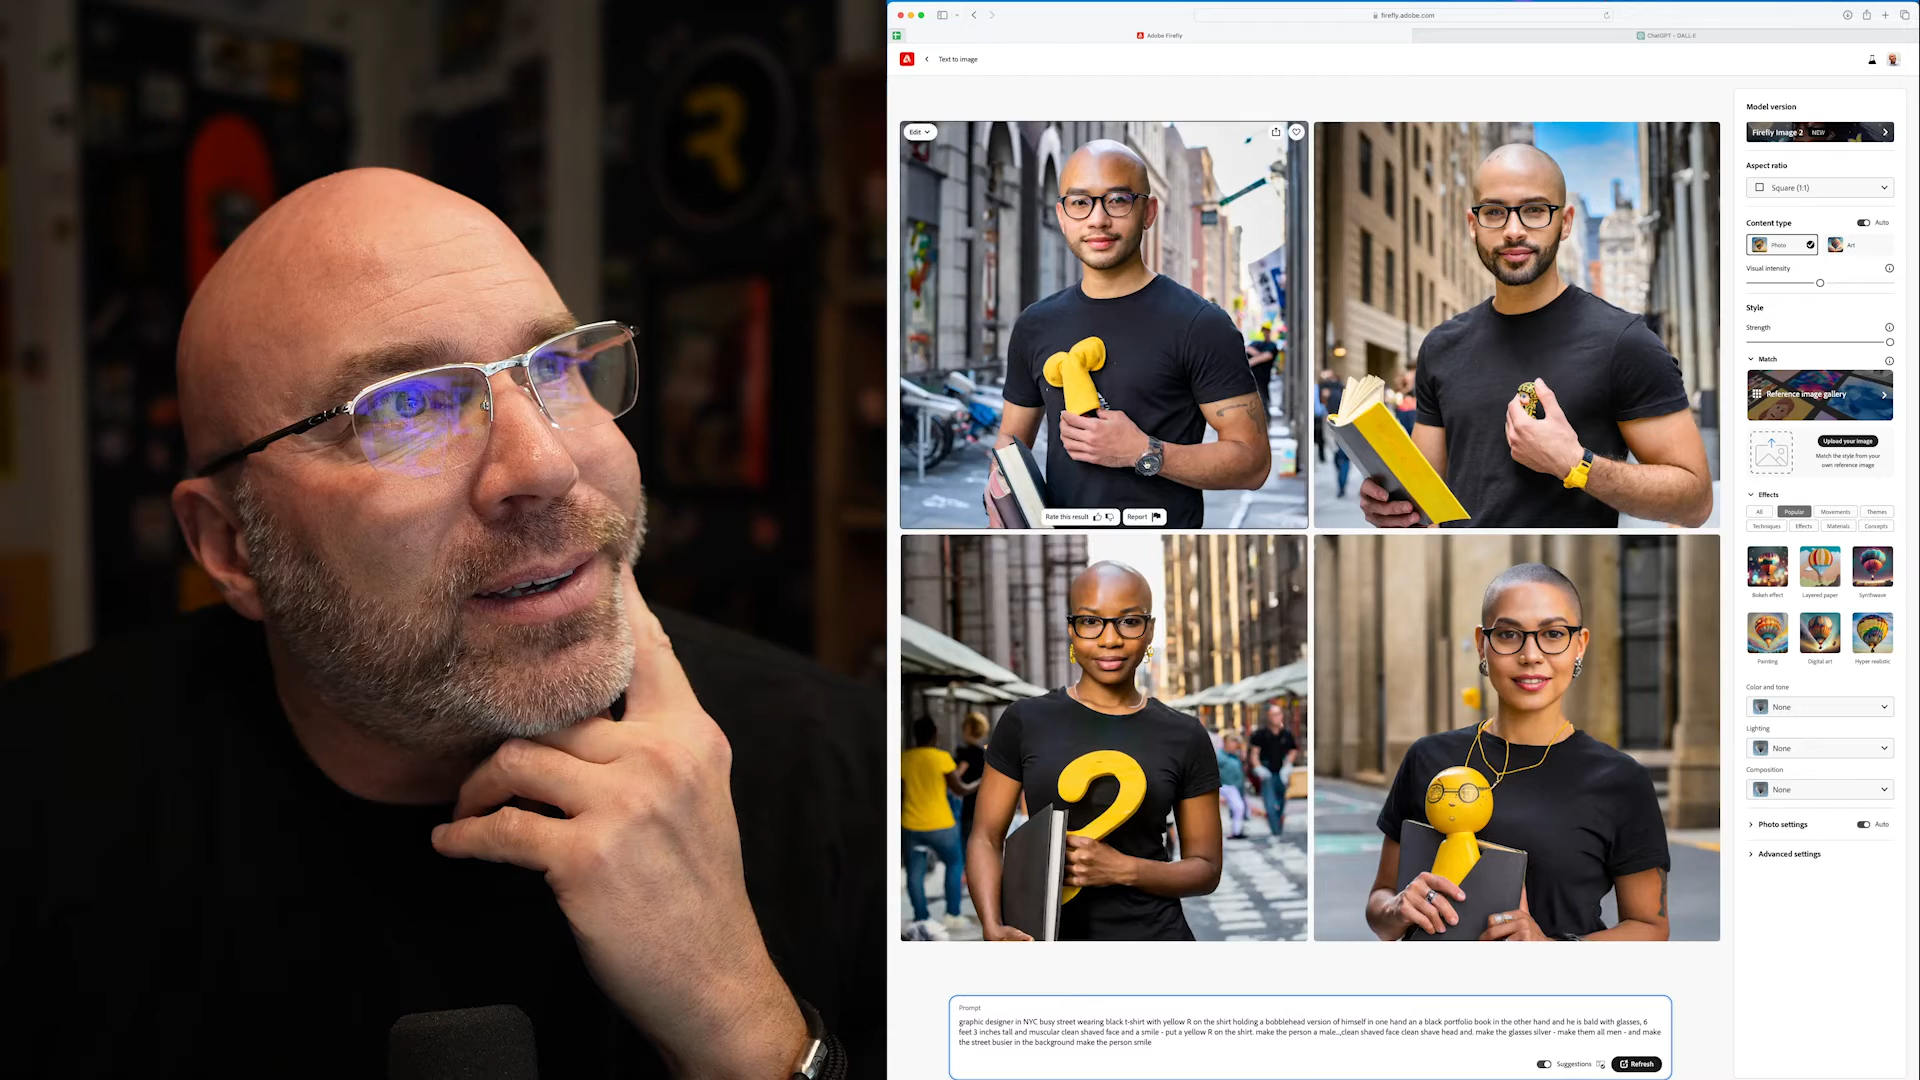 firefly.adobe.com
Adobe Firefly
ChatGPT - DALL·E
Text to image
Edit
Rate this result
Report
2
Model version
Firefly Image 2 NEW
Aspect ratio
Square (1:1)
Content type
Auto
Photo
Art
Visual intensity
Style
Strength
Match
Reference image gallery
Upload your image
Match the style from your own reference image
Effects
All
Popular
Movements
Themes
Techniques
Effects
Materials
Concepts
Bokeh effect
Layered paper
Synthwave
Painting
Digital art
Hyper realistic
Color and tone
None
Lighting
None
Composition
None
Photo settings
Auto
Advanced settings
Prompt
graphic designer in NYC busy street wearing black t-shirt with yellow R on the shirt holding a bobblehead version of himself in one hand an a black portfolio book in the other hand and he is bald with glasses, 6
feet 3 inches tall and muscular clean shaved face and a smile - put a yellow R on the shirt. make the person a male...clean shaved face clean shave head and. make the glasses silver - make them all men - and make
the street busier in the background make the person smile
Suggestions
Refresh